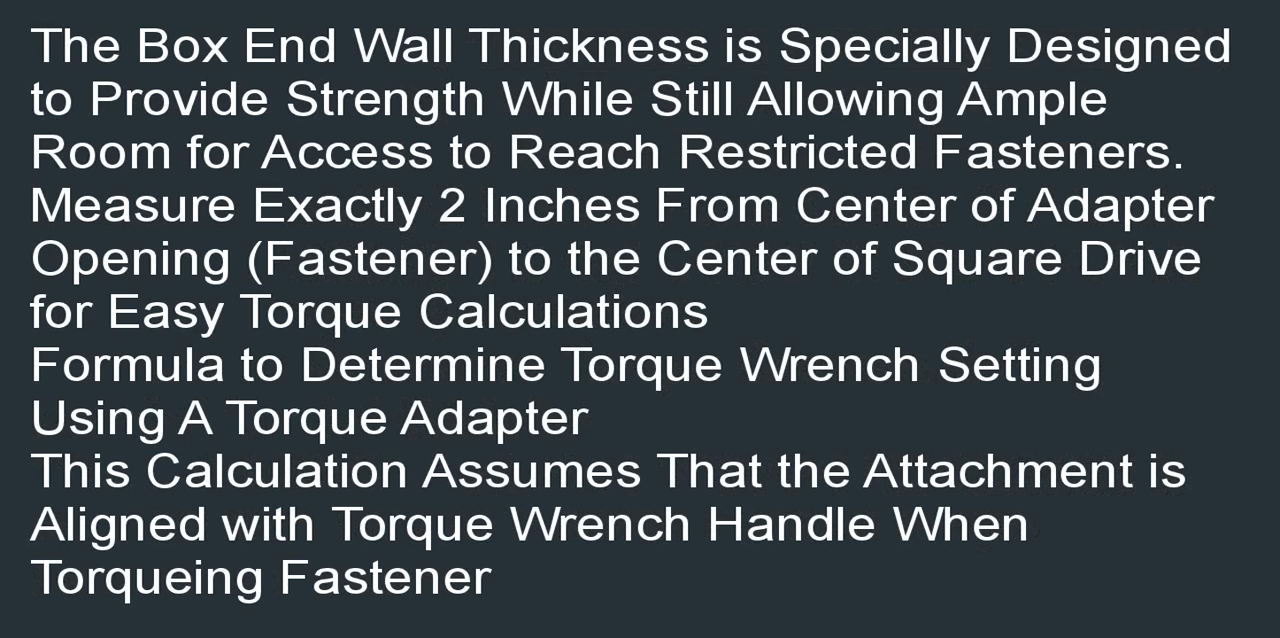 The Box End Wall Thickness is Specially Designed
to Provide Strength While Still Allowing Ample
Room for Access to Reach Restricted Fasteners.
Measure Exactly 2 Inches From Center of Adapter
Opening (Fastener) to the Center of Square Drive
for Easy Torque Calculations
Formula to Determine Torque Wrench Setting
Using A Torque Adapter
This Calculation Assumes That the Attachment is
Aligned with Torque Wrench Handle When
Torqueing Fastener